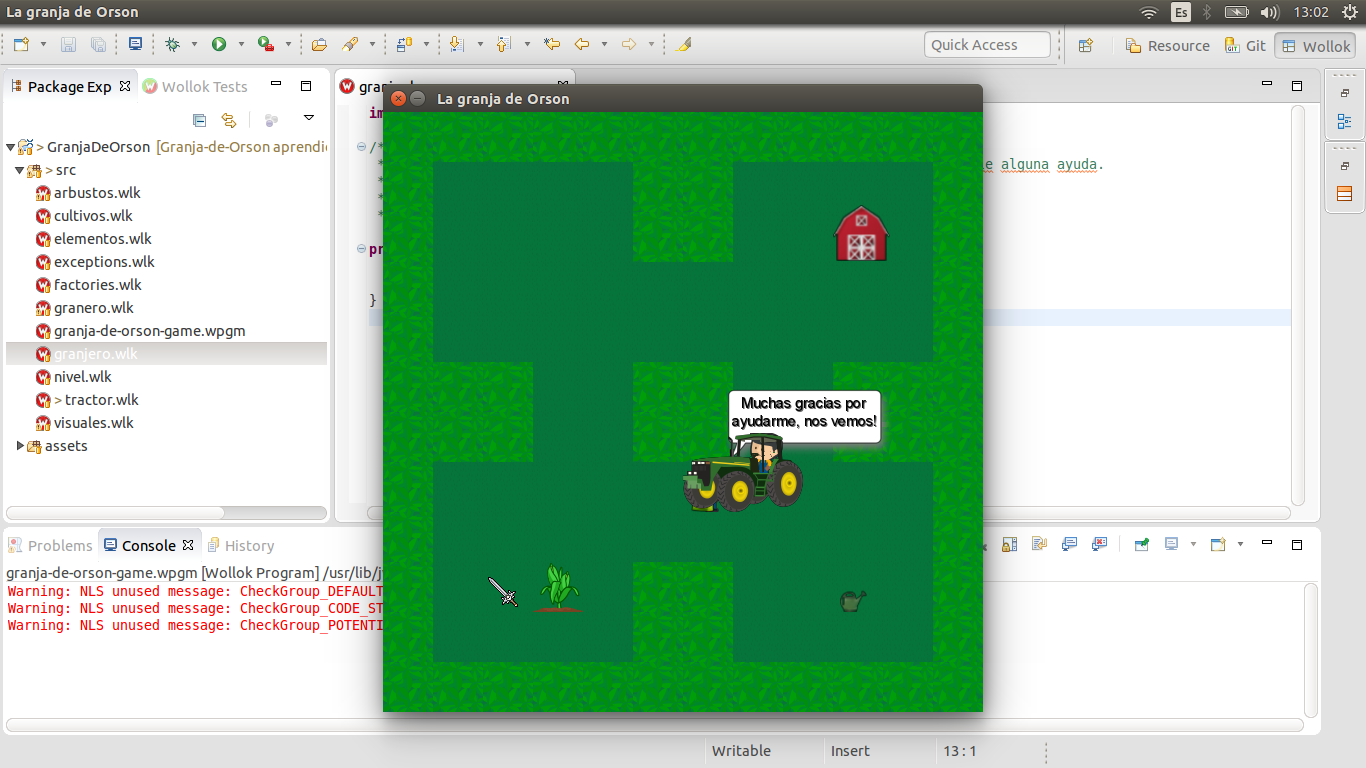 La granja de Orson
Es
13:02
Quick Access
Resource
Git
Wollok
Package Exp
Wollok Tests
La granja de Orson
> GranjaDeOrson [Granja-de-Orson
> src
/*
*
alguna ayuda.
*
*
*
arbustos.wlk
cultivos.wlk
elementos.wlk
exceptions.wlk
factories.wlk
granero.wlk
granja-de-orson-game.wpgm
granjero.wlk
nivel.wlk
> tractor.wlk
visuales.wlk
assets
}
Muchas gracias por
ayudarme, nos vemos!
Problems
Console
History
granja-de-orson-game.wpgm [Wollok Program] /usr/lib/j
Warning: NLS unused message: CheckGroup_DEFAULT
Warning: NLS unused message: CheckGroup_CODE_ST
Warning: NLS unused message: CheckGroup_POTENTI
Writable
Insert
13 : 1